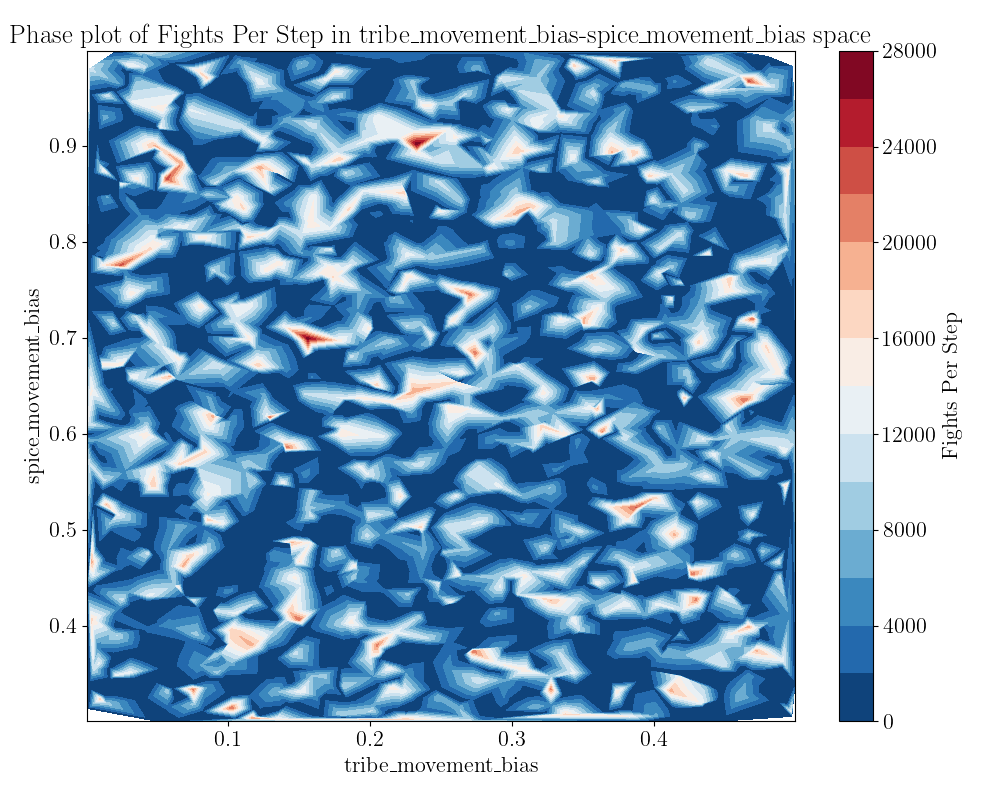 Phase plot of Fights Per Step in tribe_movement_bias-spice_movement_bias space
28000
24000
20000
16000
12000
8000
4000
0
Fights Per Step
0.9
0.8
0.7
0.6
0.5
0.4
spice_movement_bias
0.1 0.2 0.3 0.4
tribe_movement_bias